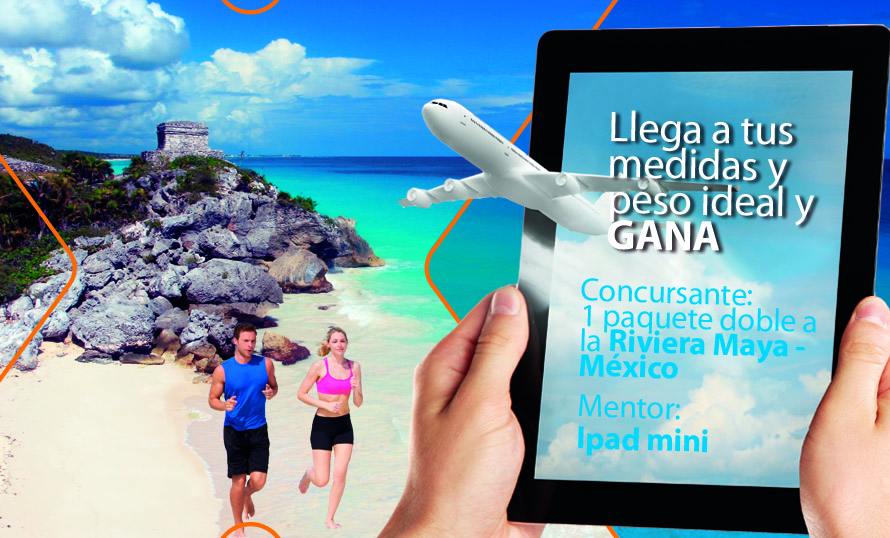 Llega a tus
medidas y
peso ideal y
GANA
Concursante:
1 paquete doble a
la Riviera Maya -
México
Mentor:
Ipad mini